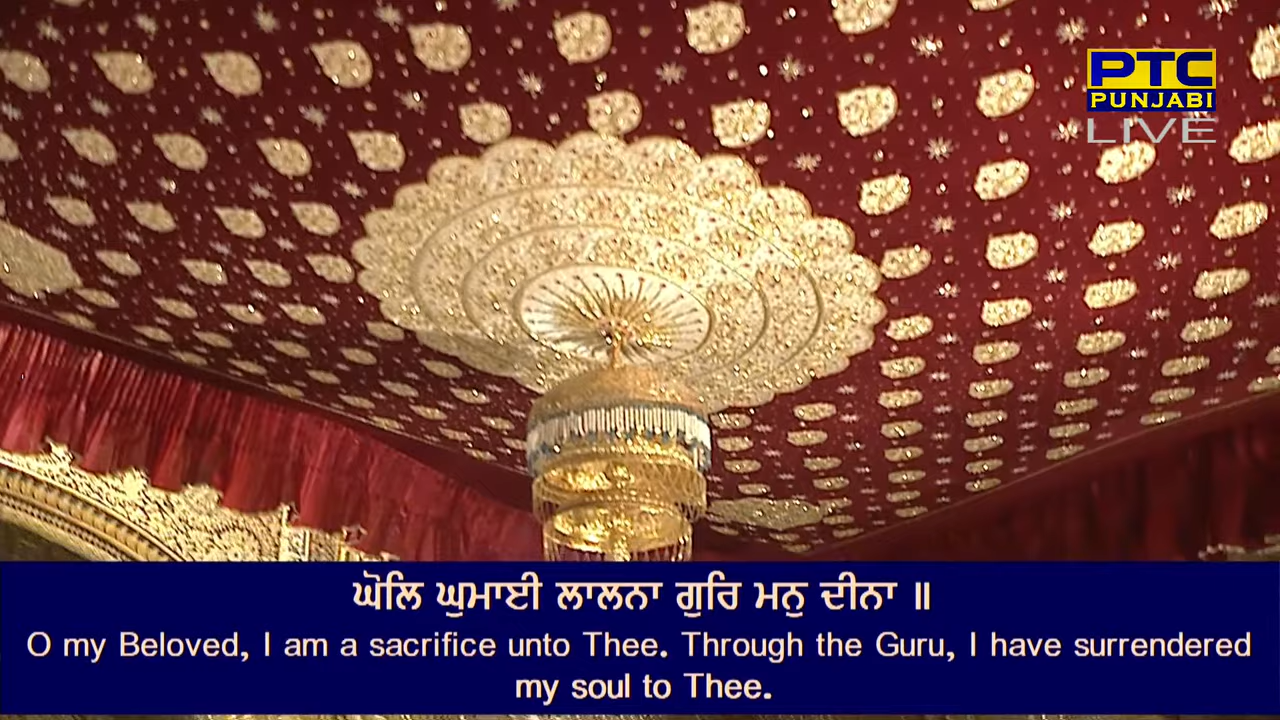 PTC
PUNJABI
LIVE
ਘੋਲਿ ਘੁਮਾਈ ਲਾਲਨਾ ਗੁਰਿ ਮਨੁ ਦੀਨਾ ॥
O my Beloved, I am a sacrifice unto Thee. Through the Guru, I have surrendered
my soul to Thee.